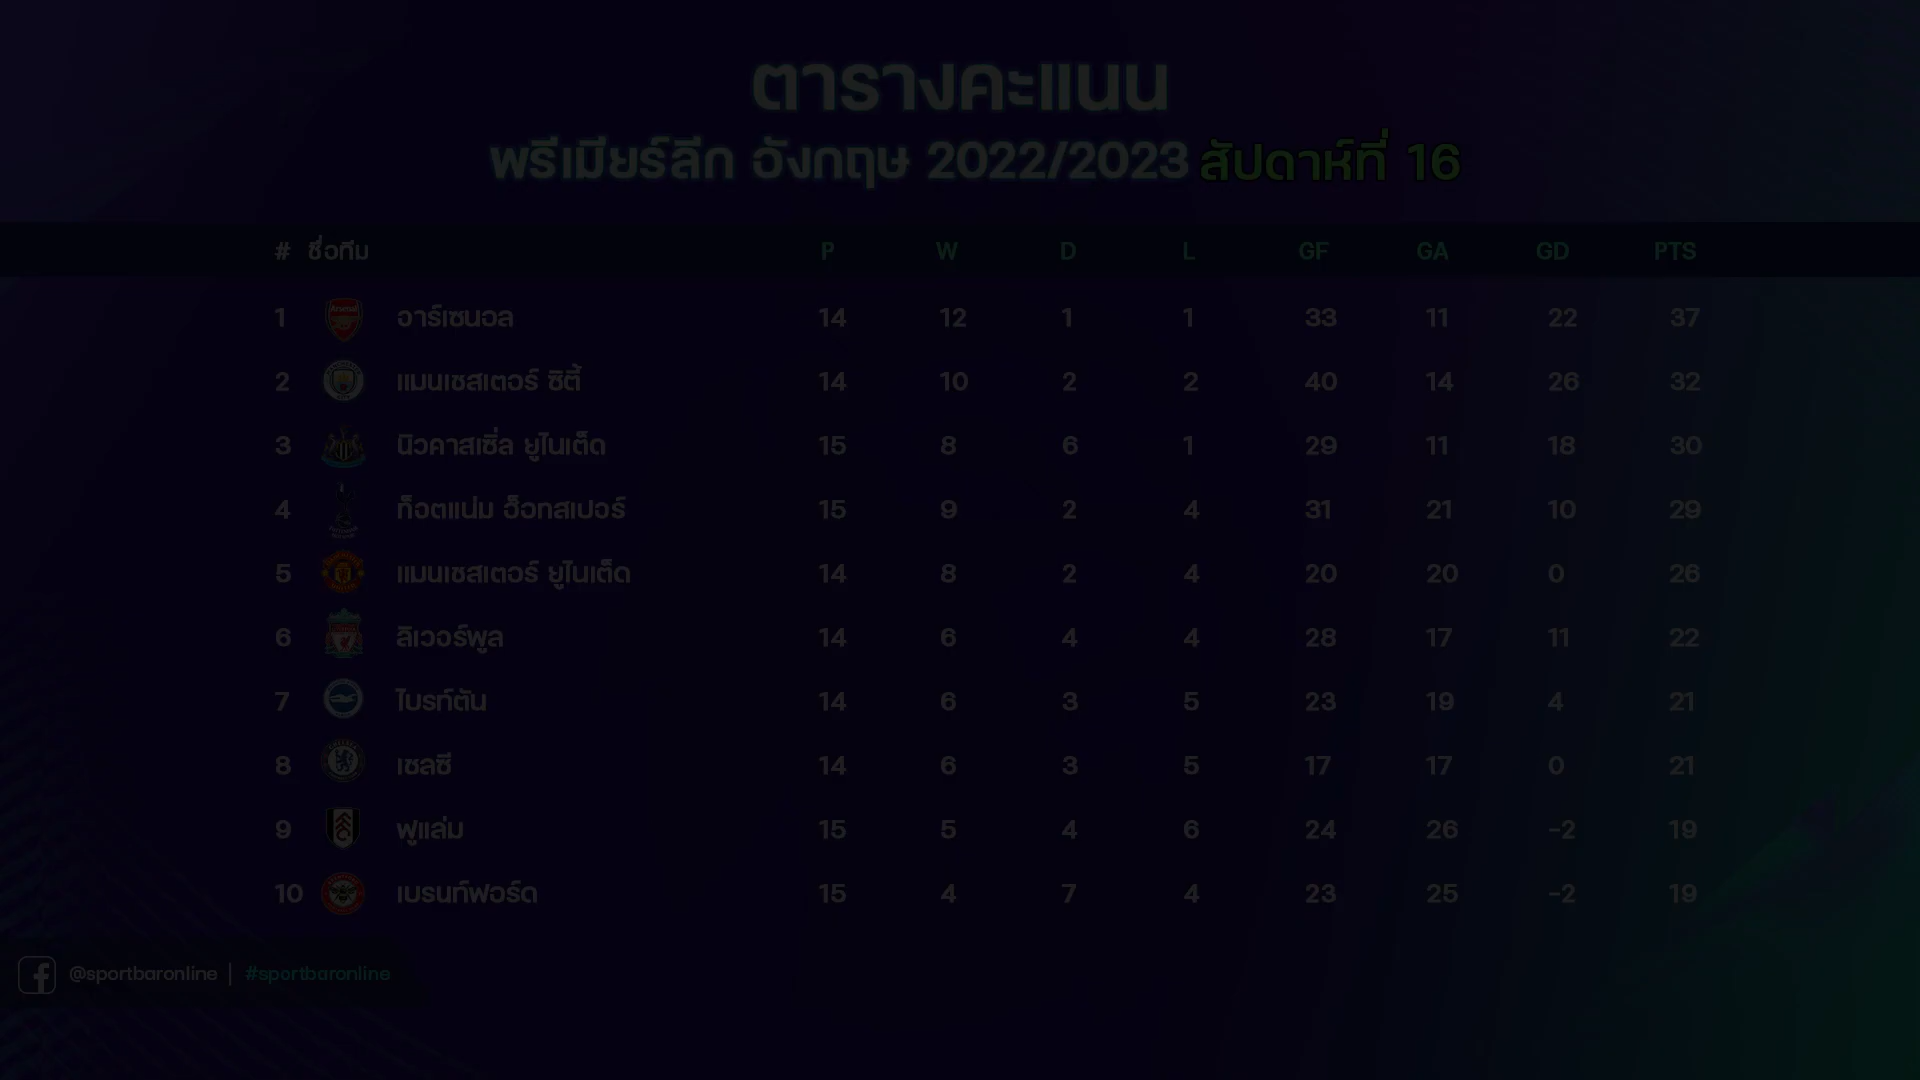 ตารางคะแนน
พรีเมียร์ลีก อังกฤษ 2022/2023 สัปดาห์ที่ 16
# ชื่อทีม P W D L GF GA GD PTS
1 อาร์เซนอล 14 12 1 1 33 11 22 37
2 แมนเชสเตอร์ ซิตี้ 14 10 2 2 40 14 26 32
3 นิวคาสเซิ่ล ยูไนเต็ด 15 8 6 1 29 11 18 30
4 ท็อตแน่ม ฮ็อทสเปอร์ 15 9 2 4 31 21 10 29
5 แมนเชสเตอร์ ยูไนเต็ด 14 8 2 4 20 20 0 26
6 ลิเวอร์พูล 14 6 4 4 28 17 11 22
7 ไบรท์ตัน 14 6 3 5 23 19 4 21
8 เชลซี 14 6 3 5 17 17 0 21
9 ฟูแล่ม 15 5 4 6 24 26 -2 19
10 เบรนท์ฟอร์ด 15 4 7 4 23 25 -2 19
@sportbaronline | #sportbaronline